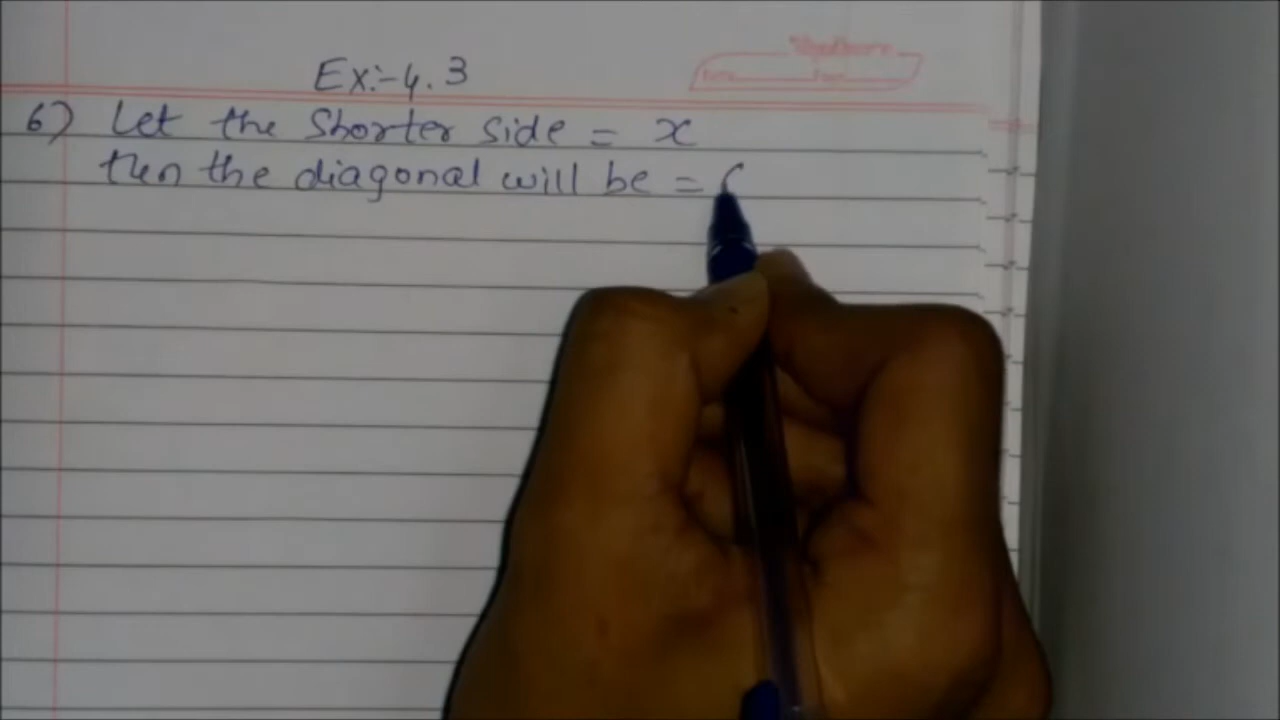 Ex:- 4.3
6) Let the Shorter side = x
then the diagonal will be = (